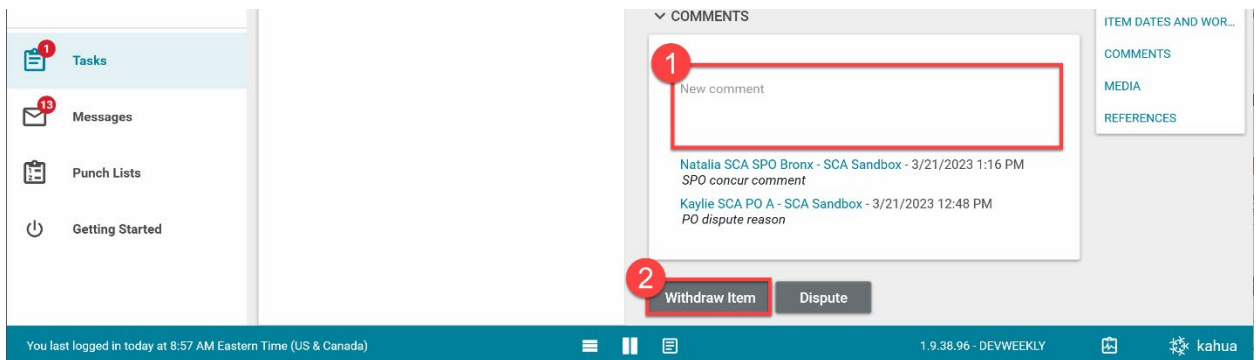 1
Tasks
13
Messages
Punch Lists
Getting Started
COMMENTS
1
New comment
Natalia SCA SPO Bronx - SCA Sandbox - 3/21/2023 1:16 PM
SPO concur comment
Kaylie SCA PO A - SCA Sandbox - 3/21/2023 12:48 PM
PO dispute reason
2
Withdraw Item
Dispute
ITEM DATES AND WOR...
COMMENTS
MEDIA
REFERENCES
You last logged in today at 8:57 AM Eastern Time (US & Canada)
1.9.38.96 - DEVWEEKLY
kahua